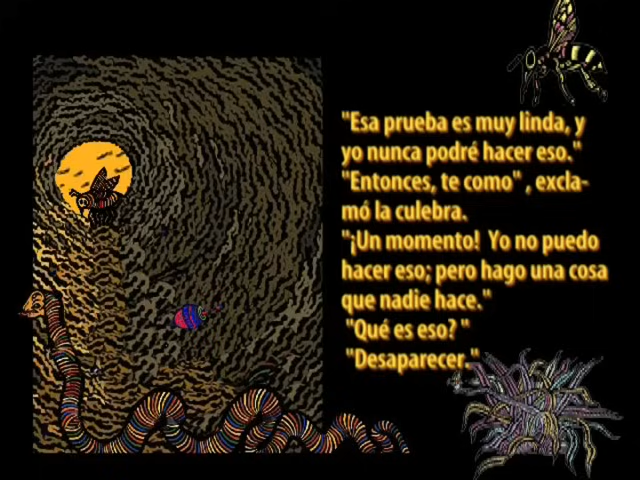 "Esa prueba es muy linda, y
yo nunca podré hacer eso."
"Entonces, te como" , excla-
mó la culebra.
"¡Un momento! Yo no puedo
hacer eso; pero hago una cosa
que nadie hace."
"Qué es eso? "
"Desaparecer."